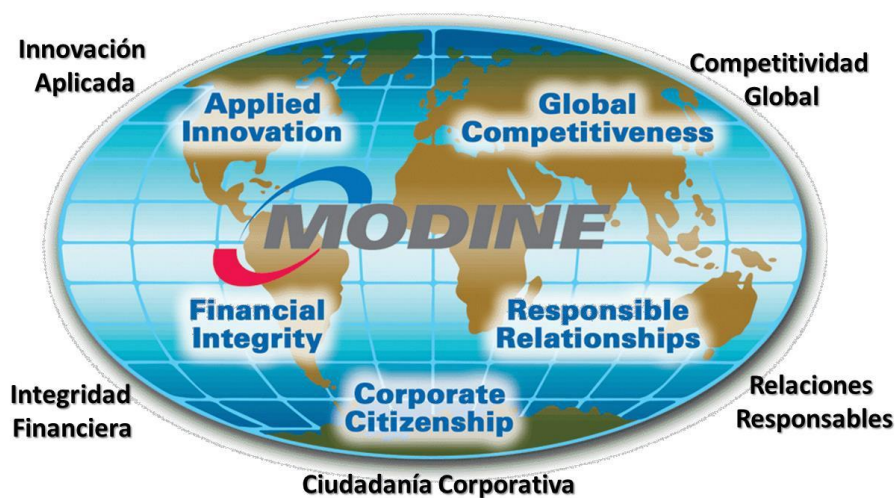 Innovación
Aplicada
Competitividad
Global
Applied
Innovation
Global
Competitiveness
MODINE
Financial
Integrity
Responsible
Relationships
Integridad
Financiera
Corporate
Citizenship
Relaciones
Responsables
Ciudadanía Corporativa